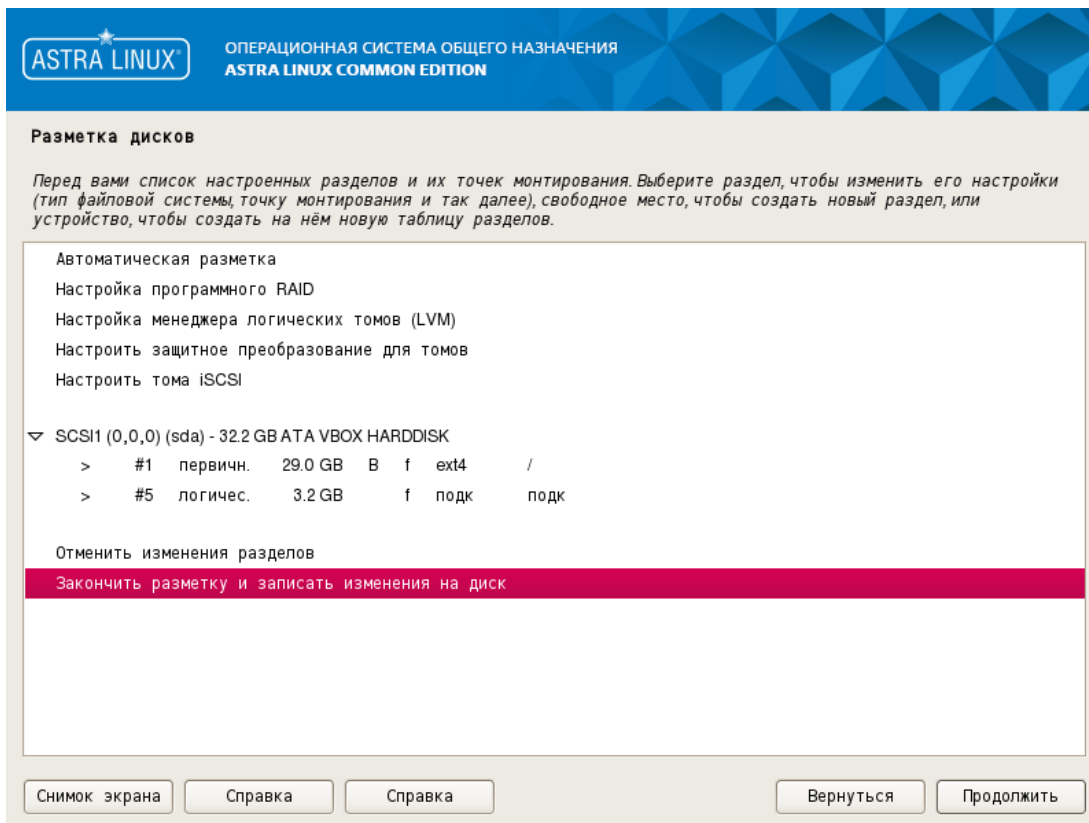 ASTRA LINUX®
ОПЕРАЦИОННАЯ СИСТЕМА ОБЩЕГО НАЗНАЧЕНИЯ
ASTRA LINUX COMMON EDITION
Разметка дисков
Перед вами список настроенных разделов и их точек монтирования. Выберите раздел, чтобы изменить его настройки
(тип файловой системы, точку монтирования и так далее), свободное место, чтобы создать новый раздел, или
устройство, чтобы создать на нём новую таблицу разделов.
Автоматическая разметка
Настройка программного RAID
Настройка менеджера логических томов (LVM)
Настроить защитное преобразование для томов
Настроить тома iSCSI
SCSI1 (0,0,0) (sda) - 32.2 GB ATA VBOX HARDDISK
> #1 первичн. 29.0 GB B f ext4 /
> #5 логичес. 3.2 GB f подк подк
Отменить изменения разделов
Закончить разметку и записать изменения на диск
Снимок экрана Справка Справка Вернуться Продолжить